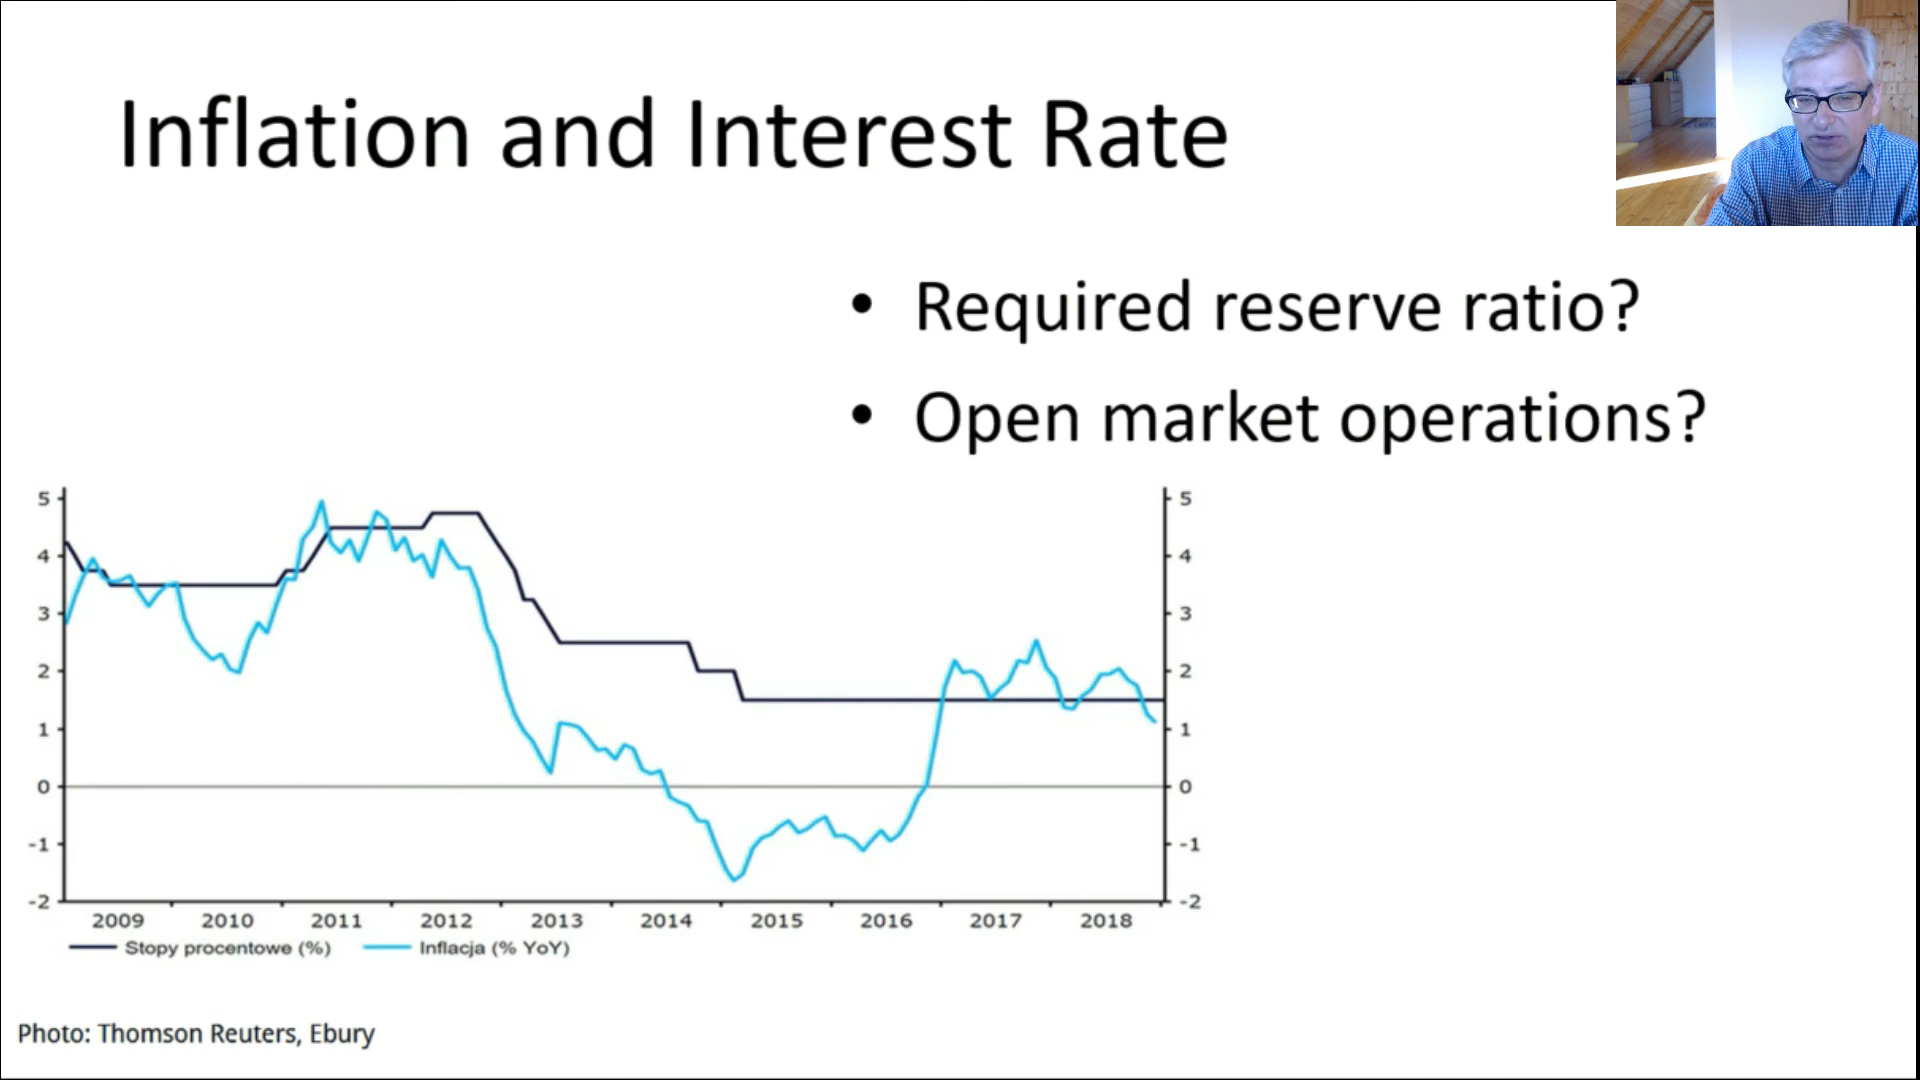 Inflation and Interest Rate
• Required reserve ratio?
• Open market operations?
5 5
4 4
3 3
2 2
1 1
0 0
-1 -1
-2 -2
2009 2010 2011 2012 2013 2014 2015 2016 2017 2018
Stopy procentowe (%) Inflacja (% YoY)
Photo: Thomson Reuters, Ebury